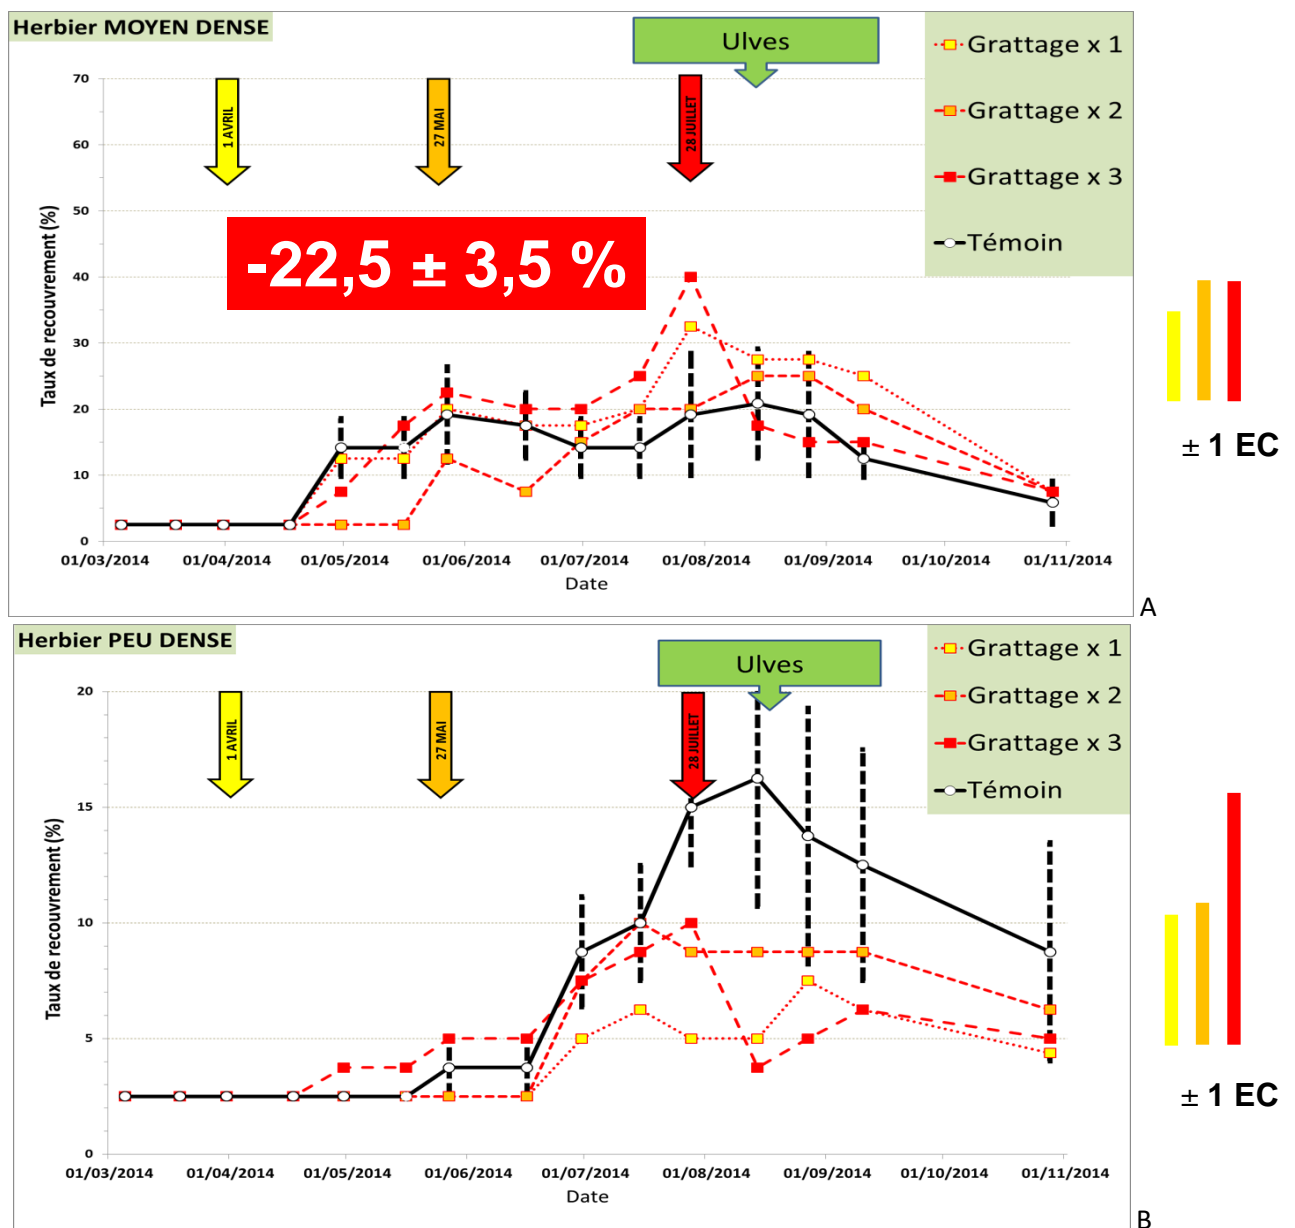 Herbier MOYEN DENSE
Ulves
Grattage x 1
Grattage x 2
Grattage x 3
Témoin
1 AVRIL
27 MAI
28 JUILLET
-22,5 ± 3,5 %
Taux de recouvrement (%)
70
60
50
40
30
20
10
0
01/03/2014 01/04/2014 01/05/2014 01/06/2014 01/07/2014 01/08/2014 01/09/2014 01/10/2014 01/11/2014
Date
± 1 EC
A
Herbier PEU DENSE
Ulves
Grattage x 1
Grattage x 2
Grattage x 3
Témoin
1 AVRIL
27 MAI
28 JUILLET
Taux de recouvrement (%)
20
15
10
5
0
01/03/2014 01/04/2014 01/05/2014 01/06/2014 01/07/2014 01/08/2014 01/09/2014 01/10/2014 01/11/2014
Date
± 1 EC
B